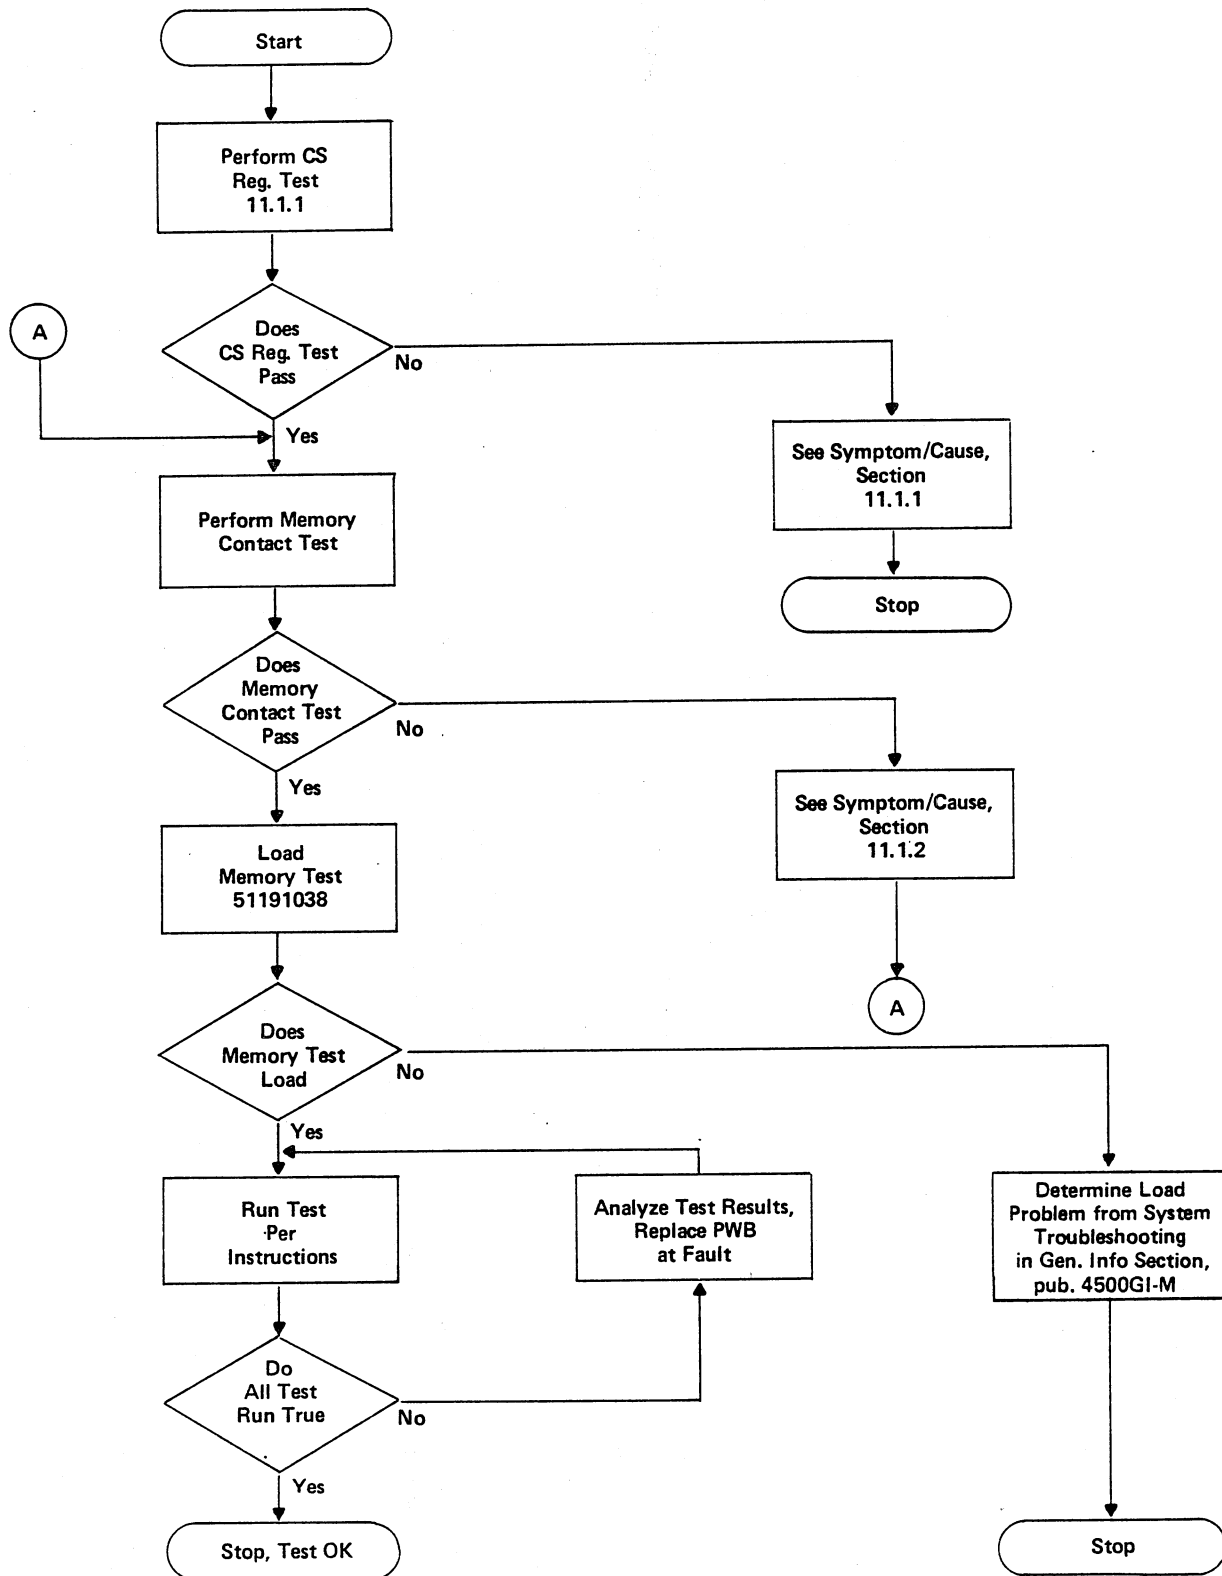 Start
Perform CS
Reg. Test
11.1.1
A
Does
CS Reg. Test
Pass
No
Yes
See Symptom/Cause,
Section
11.1.1
Stop
Perform Memory
Contact Test
Does
Memory
Contact Test
Pass
No
Yes
See Symptom/Cause,
Section
11.1.2
A
Load
Memory Test
51191038
Does
Memory Test
Load
No
Yes
Run Test
Per
Instructions
Analyze Test Results,
Replace PWB
at Fault
Determine Load
Problem from System
Troubleshooting
in Gen. Info Section,
pub. 4500GI-M
Do
All Test
Run True
No
Yes
Stop, Test OK
Stop